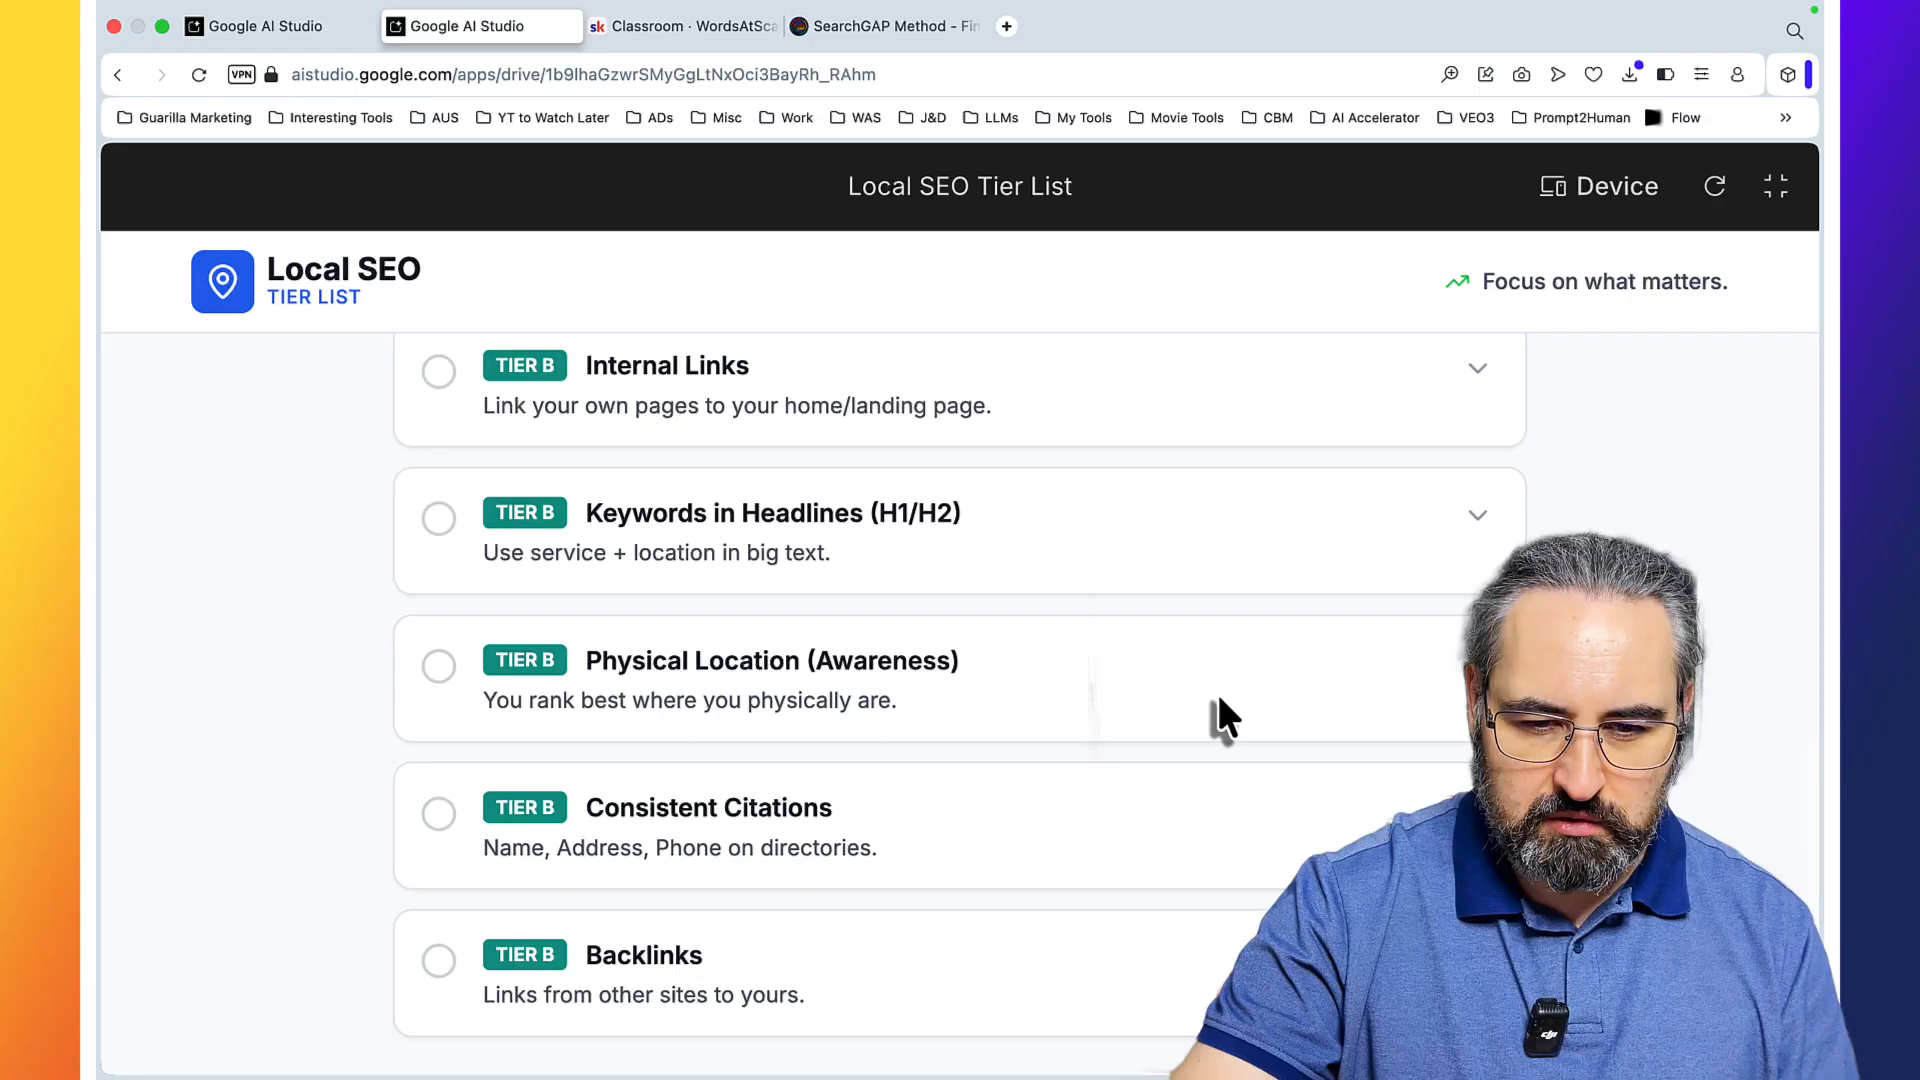 Google AI Studio
Google AI Studio
sk Classroom · WordsAtSca
SearchGAP Method - Fin
VPN
aistudio.google.com/apps/drive/1b9lhaGzwrSMyGgLtNxOci3BayRh_RAhm
Guarilla Marketing
Interesting Tools
AUS
YT to Watch Later
ADs
Misc
Work
WAS
J&D
LLMs
My Tools
Movie Tools
CBM
AI Accelerator
VEO3
Prompt2Human
Flow
Local SEO Tier List
Device
Local SEO
TIER LIST
Focus on what matters.
TIER B Internal Links
Link your own pages to your home/landing page.
TIER B Keywords in Headlines (H1/H2)
Use service + location in big text.
TIER B Physical Location (Awareness)
You rank best where you physically are.
TIER B Consistent Citations
Name, Address, Phone on directories.
TIER B Backlinks
Links from other sites to yours.
dji